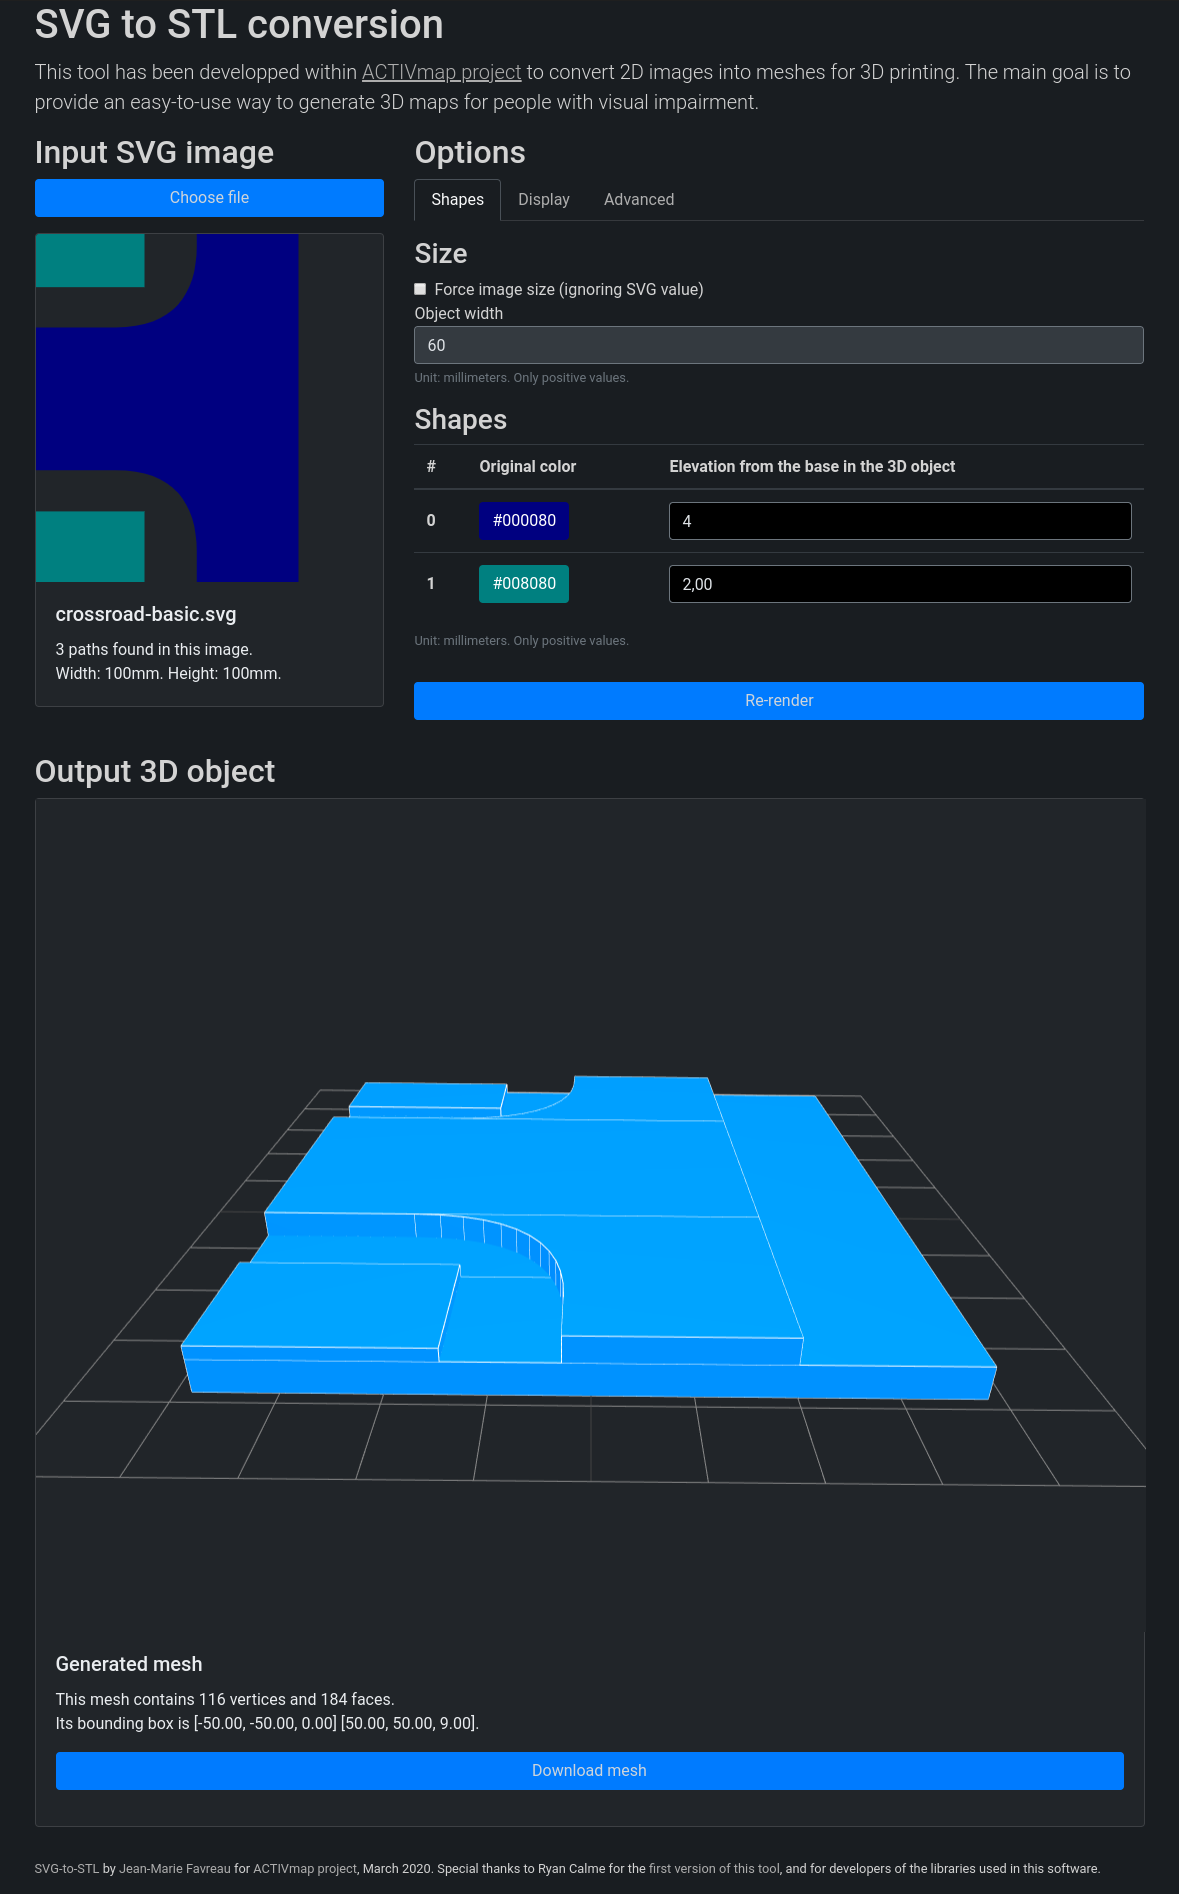 SVG to STL conversion
This tool has been developped within ACTIVmap project to convert 2D images into meshes for 3D printing. The main goal is to
provide an easy-to-use way to generate 3D maps for people with visual impairment.
Input SVG image
Choose file
crossroad-basic.svg
3 paths found in this image.
Width: 100mm. Height: 100mm.
Options
Shapes Display Advanced
Size
Force image size (ignoring SVG value)
Object width
60
Unit: millimeters. Only positive values.
Shapes
# Original color Elevation from the base in the 3D object
0 #000080 4
1 #008080 2,00
Unit: millimeters. Only positive values.
Re-render
Output 3D object
Generated mesh
This mesh contains 116 vertices and 184 faces.
Its bounding box is [-50.00, -50.00, 0.00] [50.00, 50.00, 9.00].
Download mesh
SVG-to-STL by Jean-Marie Favreau for ACTIVmap project, March 2020. Special thanks to Ryan Calme for the first version of this tool, and for developers of the libraries used in this software.